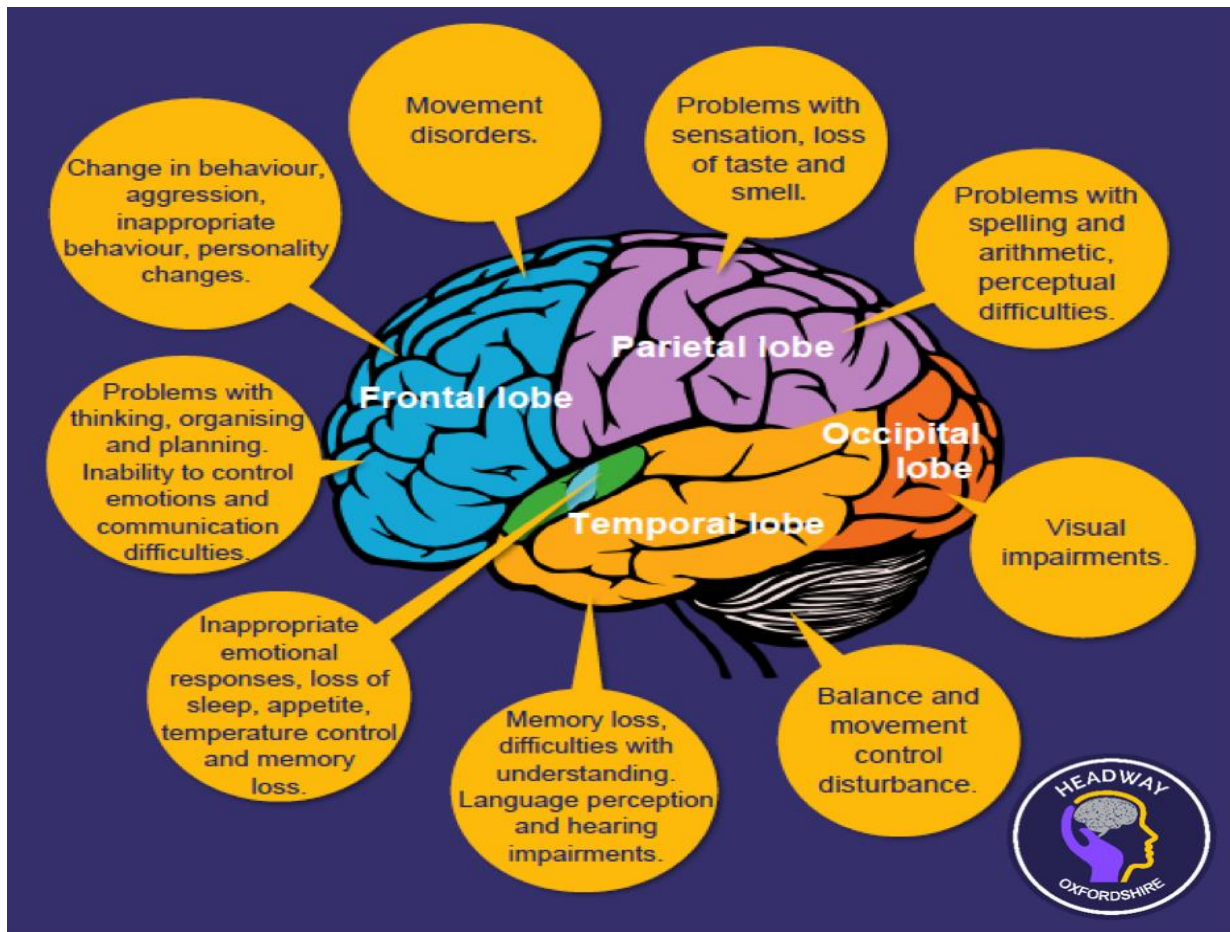 Movement
disorders.
Problems with
sensation, loss
of taste and
smell.
Change in behaviour,
aggression,
inappropriate
behaviour, personality
changes.
Problems with
spelling and
arithmetic,
perceptual
difficulties.
Parietal lobe
Frontal lobe
Problems with
thinking, organising
and planning.
Inability to control
emotions and
communication
difficulties.
Occipital
lobe
Temporal lobe
Visual
impairments.
Inappropriate
emotional
responses, loss of
sleep, appetite,
temperature control
and memory
loss.
Memory loss,
difficulties with
understanding.
Language perception
and hearing
impairments.
Balance and
movement
control
disturbance.
HEADWAY
OXFORDSHIRE